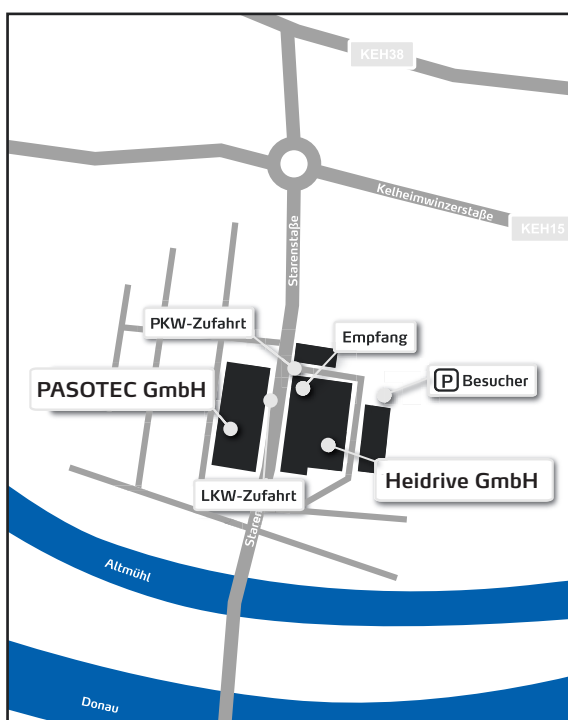 KEH38
Kelheimwinzerstaße
KEH15
Starenstaße
PKW-Zufahrt
Empfang
PASOTEC GmbH
P Besucher
Heidrive GmbH
LKW-Zufahrt
Altmühl
Donau